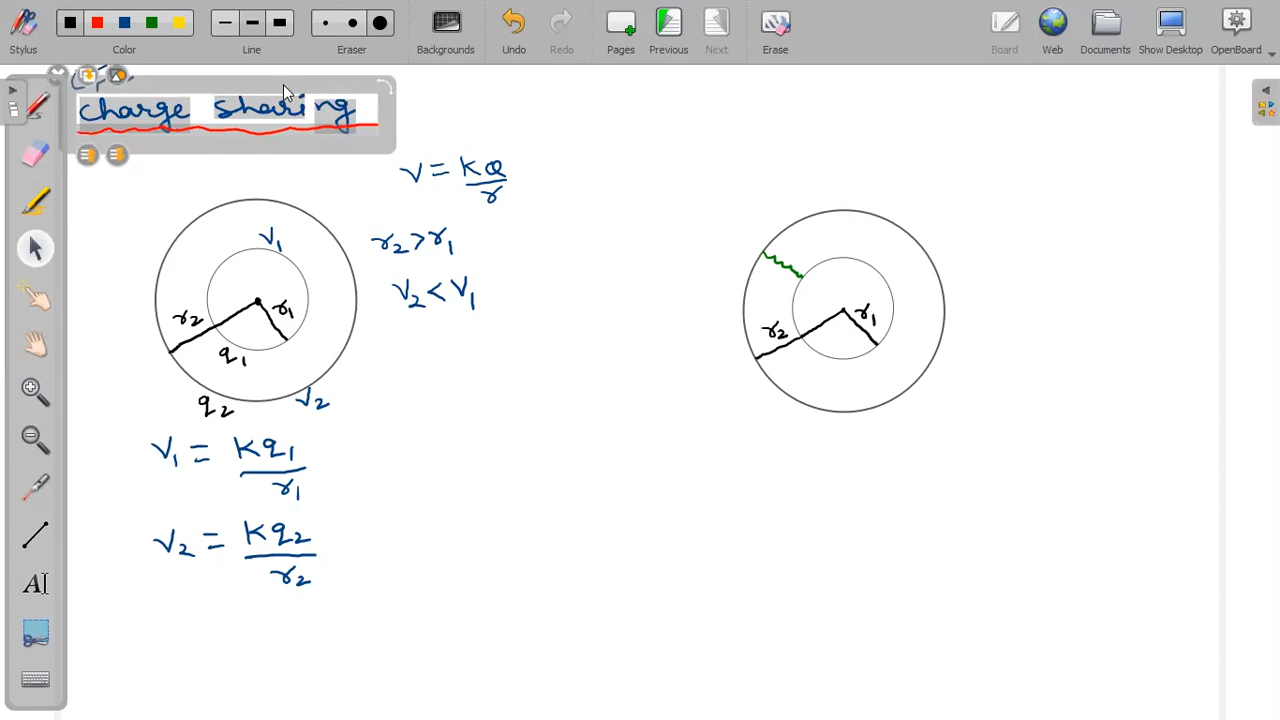 Stylus Color Line Eraser Backgrounds Undo Redo Pages Previous Next Erase Board Web Documents Show Desktop OpenBoard
charge sharing
V = KQ/r
r2 > r1
V2 < V1
V1
r2 r1
q1
q2 V2
V1 = Kq1/r1
V2 = Kq2/r2
r2 r1
A